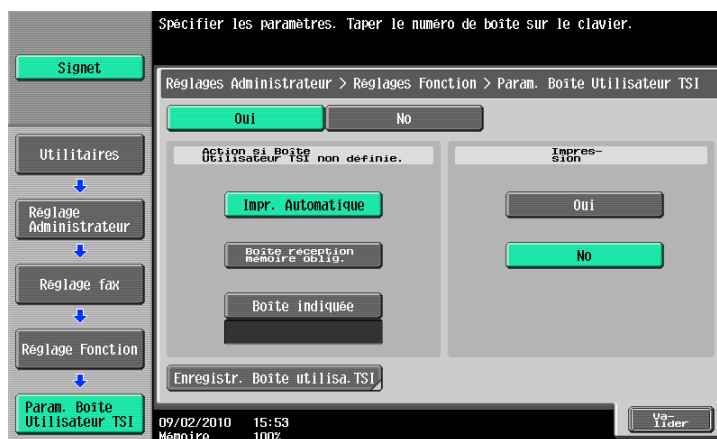 Spécifier les paramètres. Taper le numéro de boîte sur le clavier.
Signet
Réglages Administrateur > Réglages Fonction > Param. Boîte Utilisateur TSI
Oui
No
Utilitaires
Réglage
Administrateur
Réglage fax
Réglage Fonction
Param. Boîte
Utilisateur TSI
Action si Boîte
Utilisateur TSI non définie.
Impr. Automatique
Boîte réception
mémoire oblig.
Boîte indiquée
Impres-
sion
Oui
No
Enregistr. Boîte utilisa.TSI
09/02/2010 15:53
Mémoire 100%
Va-
lider